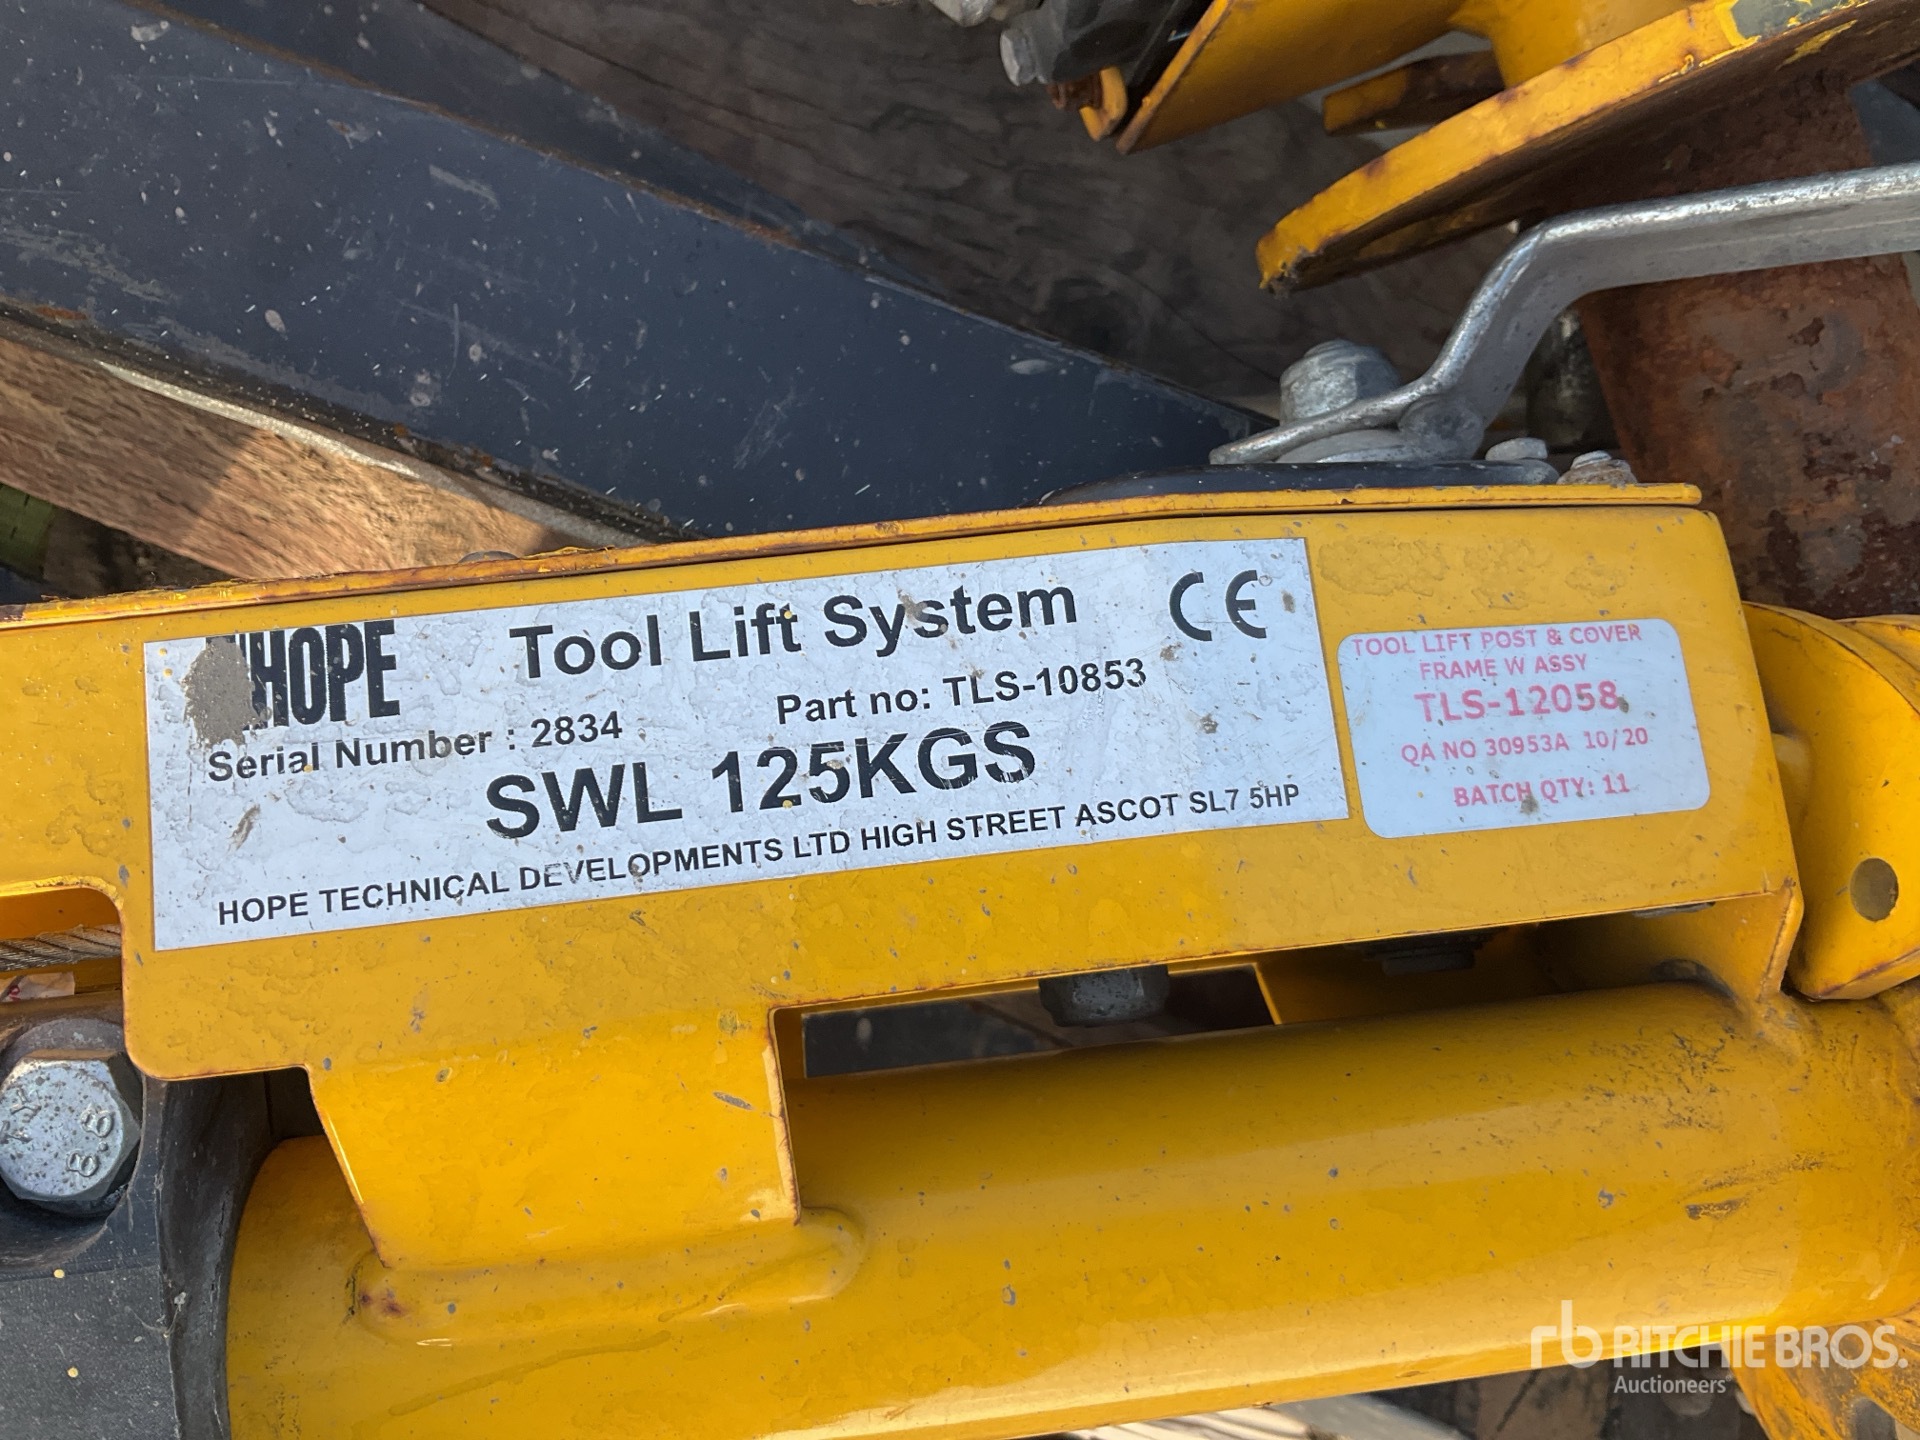 HOPE Tool Lift System CE
Serial Number : 2834 Part no: TLS-10853
SWL 125KGS
HOPE TECHNICAL DEVELOPMENTS LTD HIGH STREET ASCOT SL7 5HP
TOOL LIFT POST & COVER
FRAME W ASSY
TLS-12058
QA NO 30953A 10/20
BATCH QTY: 11
TY 8.8
rb RITCHIE BROS.
Auctioneers